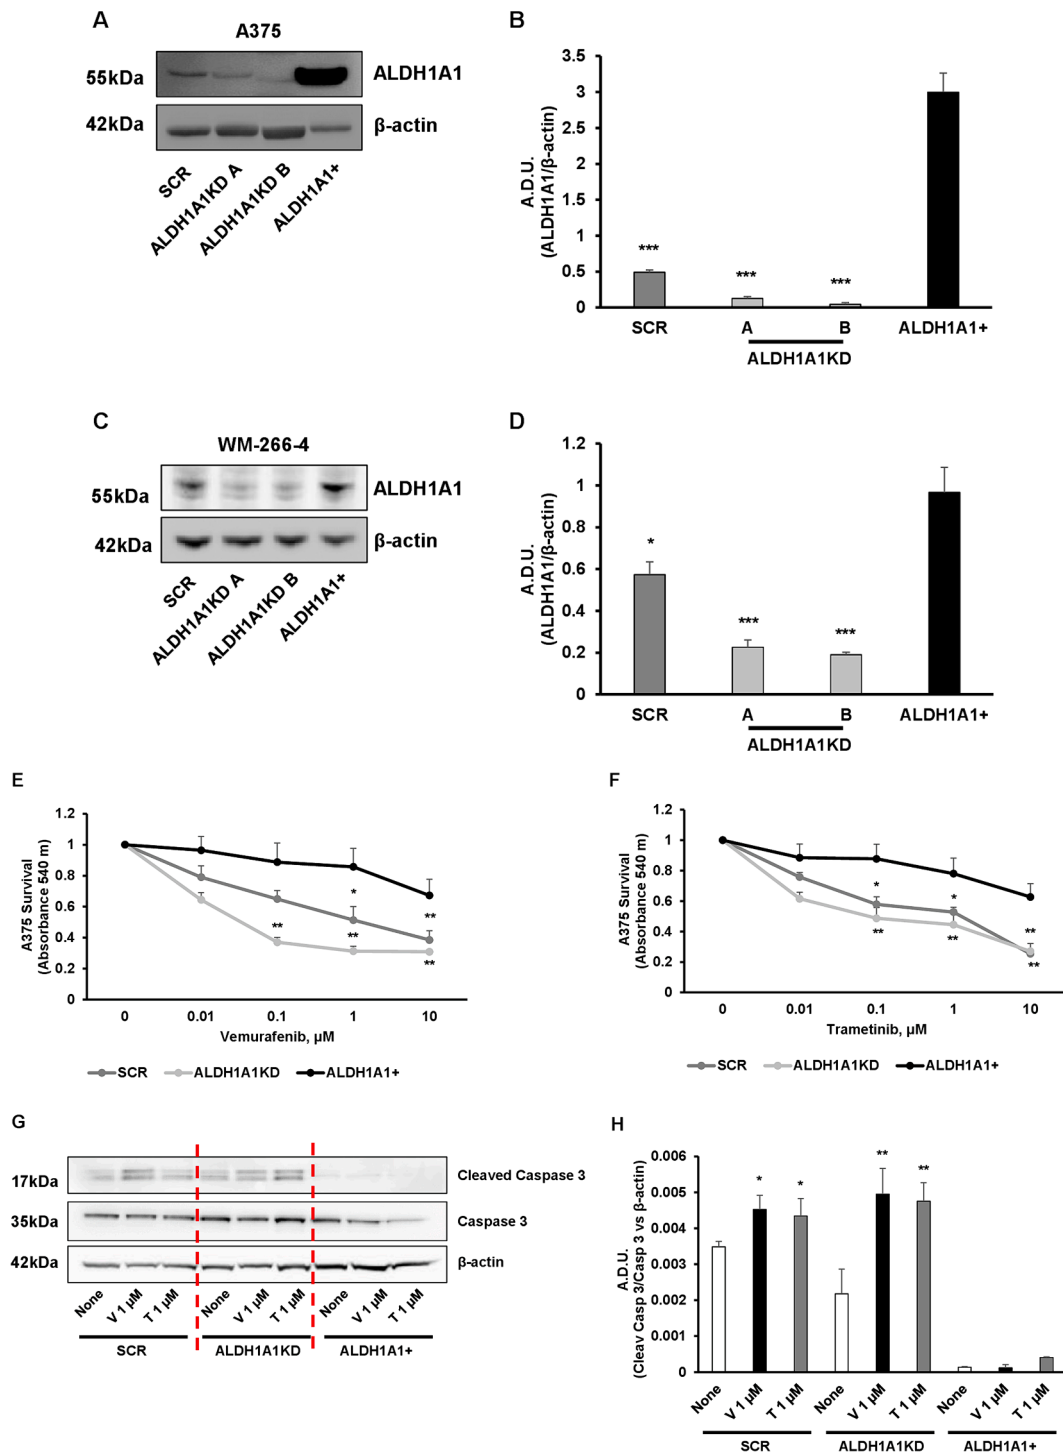 A
A375
55kDa
ALDH1A1
42kDa
β-actin
SCR
ALDH1A1KD A
ALDH1A1KD B
ALDH1A1+
B
A.D.U.
(ALDH1A1/β-actin)
3.5
3
2.5
2
1.5
1
0.5
0
***
***
***
SCR
A
B
ALDH1A1+
ALDH1A1KD
C
WM-266-4
55kDa
ALDH1A1
42kDa
β-actin
SCR
ALDH1A1KD A
ALDH1A1KD B
ALDH1A1+
D
A.D.U.
(ALDH1A1/β-actin)
1.2
1
0.8
0.6
0.4
0.2
0
*
***
***
SCR
A
B
ALDH1A1+
ALDH1A1KD
E
A375 Survival
(Absorbance 540 m)
1.2
1
0.8
0.6
0.4
0.2
0
*
**
**
**
**
0 0.01 0.1 1 10
Vemurafenib, µM
SCR ALDH1A1KD ALDH1A1+
F
A375 Survival
(Absorbance 540 m)
1.2
1
0.8
0.6
0.4
0.2
0
*
*
**
**
**
**
0 0.01 0.1 1 10
Trametinib, µM
SCR ALDH1A1KD ALDH1A1+
G
17kDa
Cleaved Caspase 3
35kDa
Caspase 3
42kDa
β-actin
None V 1 µM T 1 µM None V 1 µM T 1 µM None V 1 µM T 1 µM
SCR ALDH1A1KD ALDH1A1+
H
A.D.U.
(Cleav Casp 3/Casp 3 vs β-actin)
0.006
0.005
0.004
0.003
0.002
0.001
0
* * ** **
None V 1 µM T 1 µM None V 1 µM T 1 µM None V 1 µM T 1 µM
SCR ALDH1A1KD ALDH1A1+